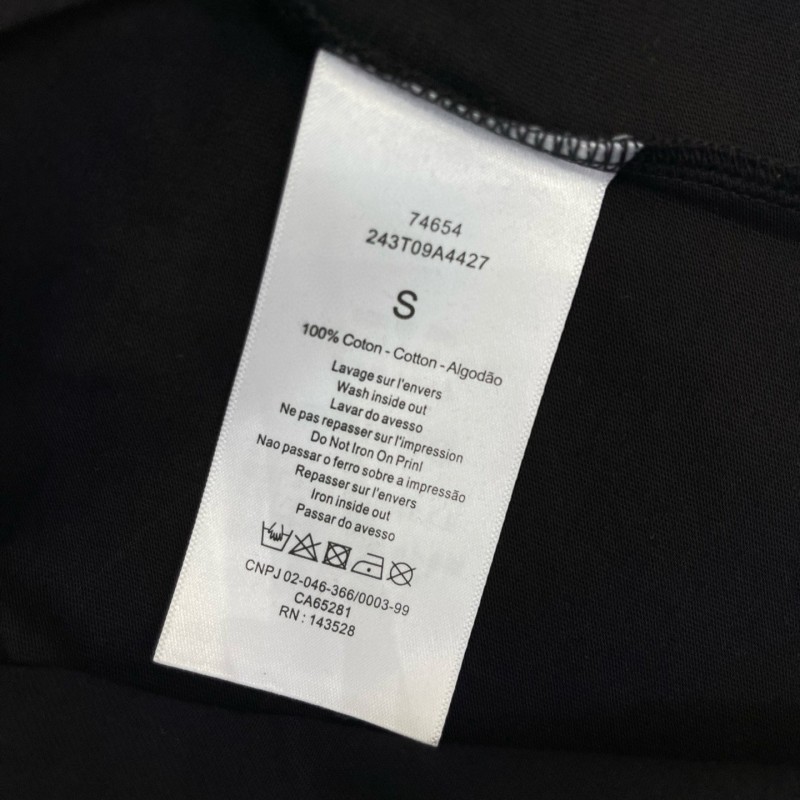 74654
243T09A4427
S
100% Coton - Cotton - Algodão
Lavage sur l'envers
Wash inside out
Lavar do avesso
Ne pas repasser sur l'impression
Do Not Iron On Prinl
Nao passar o ferro sobre a impressão
Repasser sur l'envers
Iron inside out
Passar do avesso
CNPJ 02-046-366/0003-99
CA65281
RN : 143528